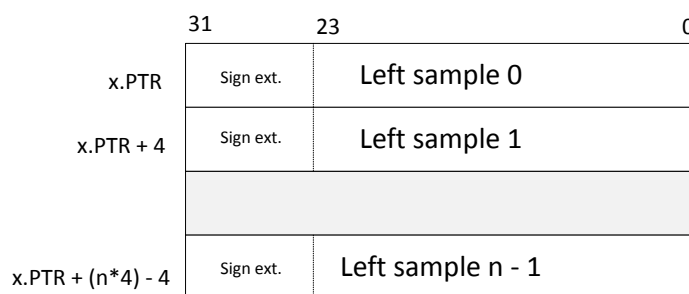 31 23 0
x.PTR Sign ext. Left sample 0
x.PTR + 4 Sign ext. Left sample 1
x.PTR + (n*4) - 4 Sign ext. Left sample n - 1